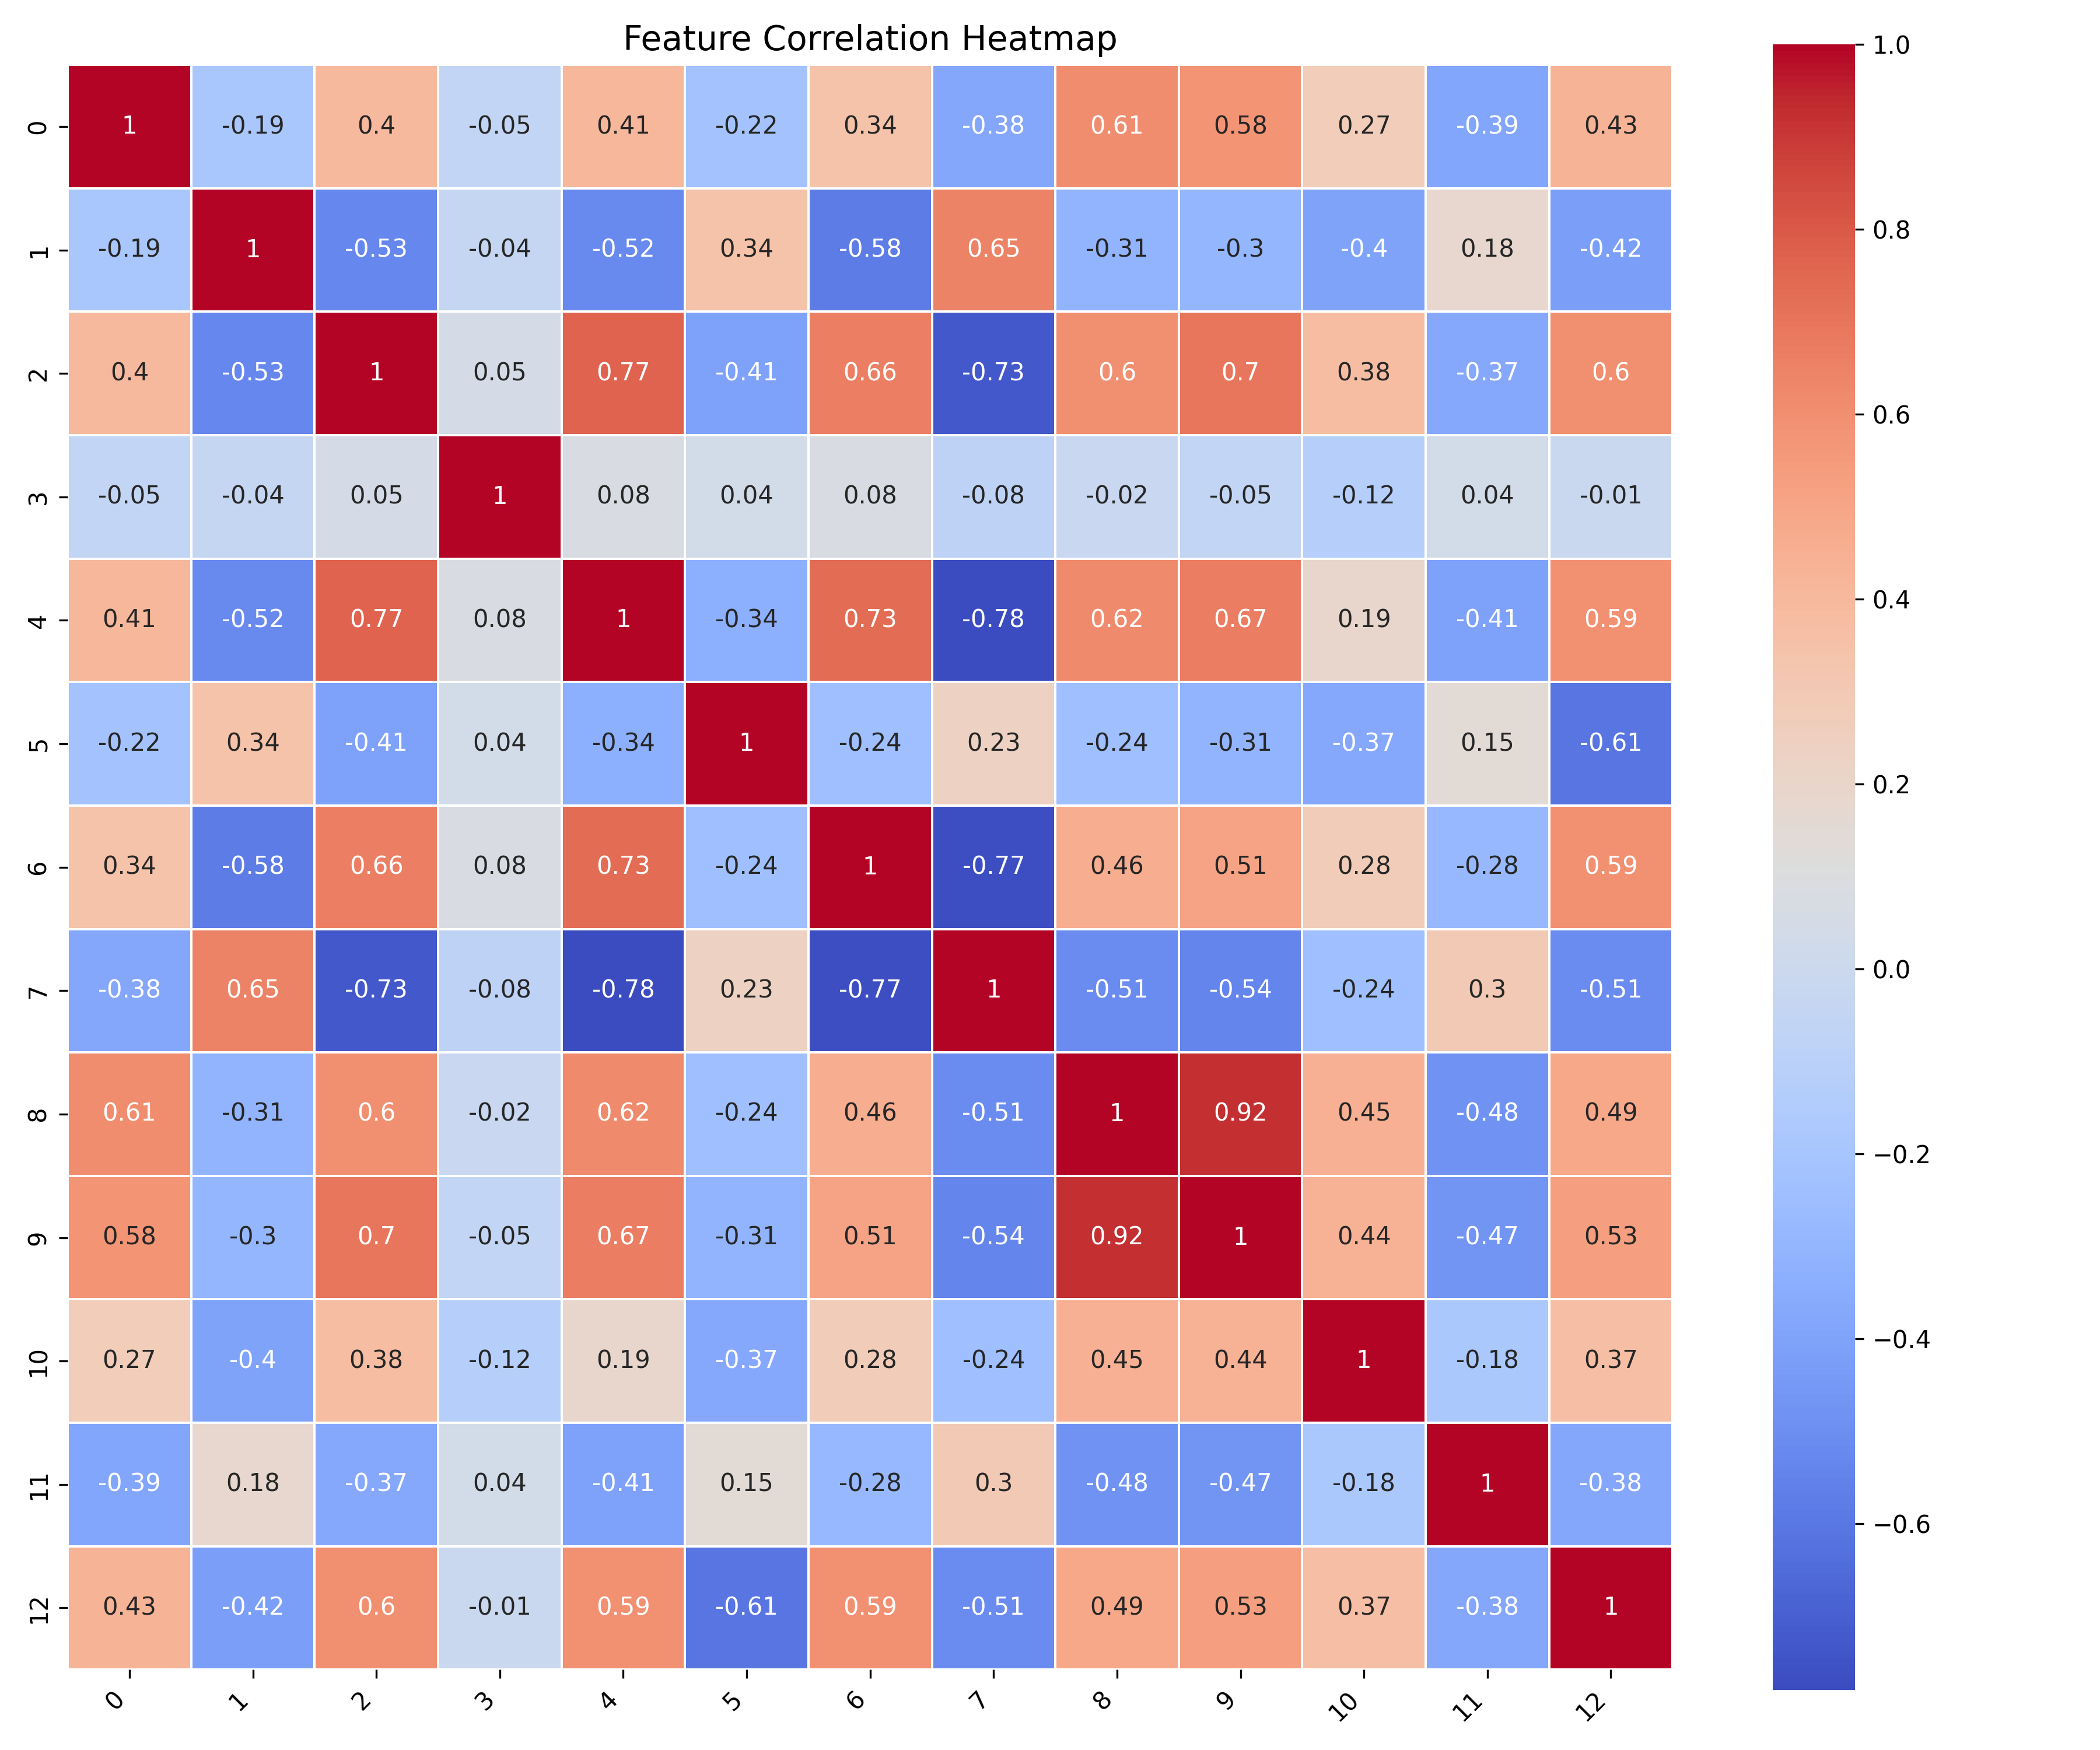 Feature Correlation Heatmap
0 1 -0.19 0.4 -0.05 0.41 -0.22 0.34 -0.38 0.61 0.58 0.27 -0.39 0.43
1 -0.19 1 -0.53 -0.04 -0.52 0.34 -0.58 0.65 -0.31 -0.3 -0.4 0.18 -0.42
2 0.4 -0.53 1 0.05 0.77 -0.41 0.66 -0.73 0.6 0.7 0.38 -0.37 0.6
3 -0.05 -0.04 0.05 1 0.08 0.04 0.08 -0.08 -0.02 -0.05 -0.12 0.04 -0.01
4 0.41 -0.52 0.77 0.08 1 -0.34 0.73 -0.78 0.62 0.67 0.19 -0.41 0.59
5 -0.22 0.34 -0.41 0.04 -0.34 1 -0.24 0.23 -0.24 -0.31 -0.37 0.15 -0.61
6 0.34 -0.58 0.66 0.08 0.73 -0.24 1 -0.77 0.46 0.51 0.28 -0.28 0.59
7 -0.38 0.65 -0.73 -0.08 -0.78 0.23 -0.77 1 -0.51 -0.54 -0.24 0.3 -0.51
8 0.61 -0.31 0.6 -0.02 0.62 -0.24 0.46 -0.51 1 0.92 0.45 -0.48 0.49
9 0.58 -0.3 0.7 -0.05 0.67 -0.31 0.51 -0.54 0.92 1 0.44 -0.47 0.53
10 0.27 -0.4 0.38 -0.12 0.19 -0.37 0.28 -0.24 0.45 0.44 1 -0.18 0.37
11 -0.39 0.18 -0.37 0.04 -0.41 0.15 -0.28 0.3 -0.48 -0.47 -0.18 1 -0.38
12 0.43 -0.42 0.6 -0.01 0.59 -0.61 0.59 -0.51 0.49 0.53 0.37 -0.38 1
0 1 2 3 4 5 6 7 8 9 10 11 12
1.0
0.8
0.6
0.4
0.2
0.0
−0.2
−0.4
−0.6